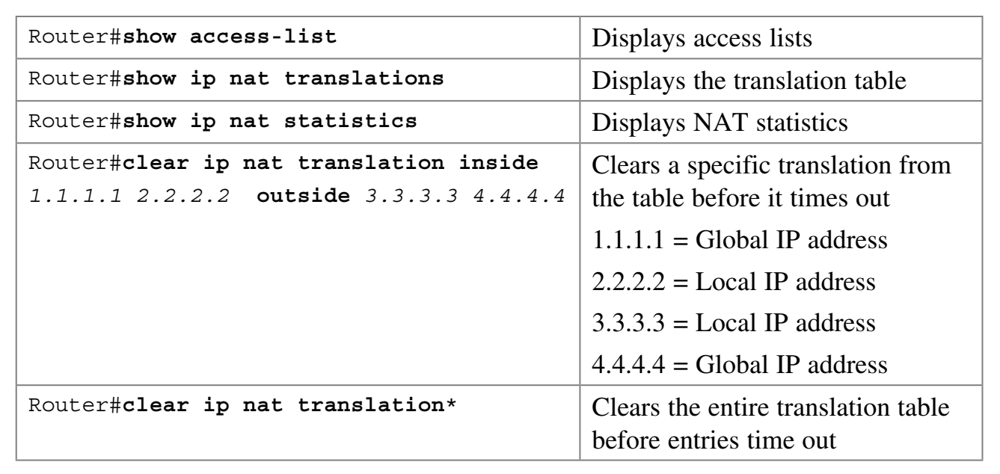 Router#show access-list
Displays access lists
Router#show ip nat translations
Displays the translation table
Router#show ip nat statistics
Displays NAT statistics
Router#clear ip nat translation inside
1.1.1.1 2.2.2.2  outside 3.3.3.3 4.4.4.4
Clears a specific translation from
the table before it times out
1.1.1.1 = Global IP address
2.2.2.2 = Local IP address
3.3.3.3 = Local IP address
4.4.4.4 = Global IP address
Router#clear ip nat translation*
Clears the entire translation table
before entries time out